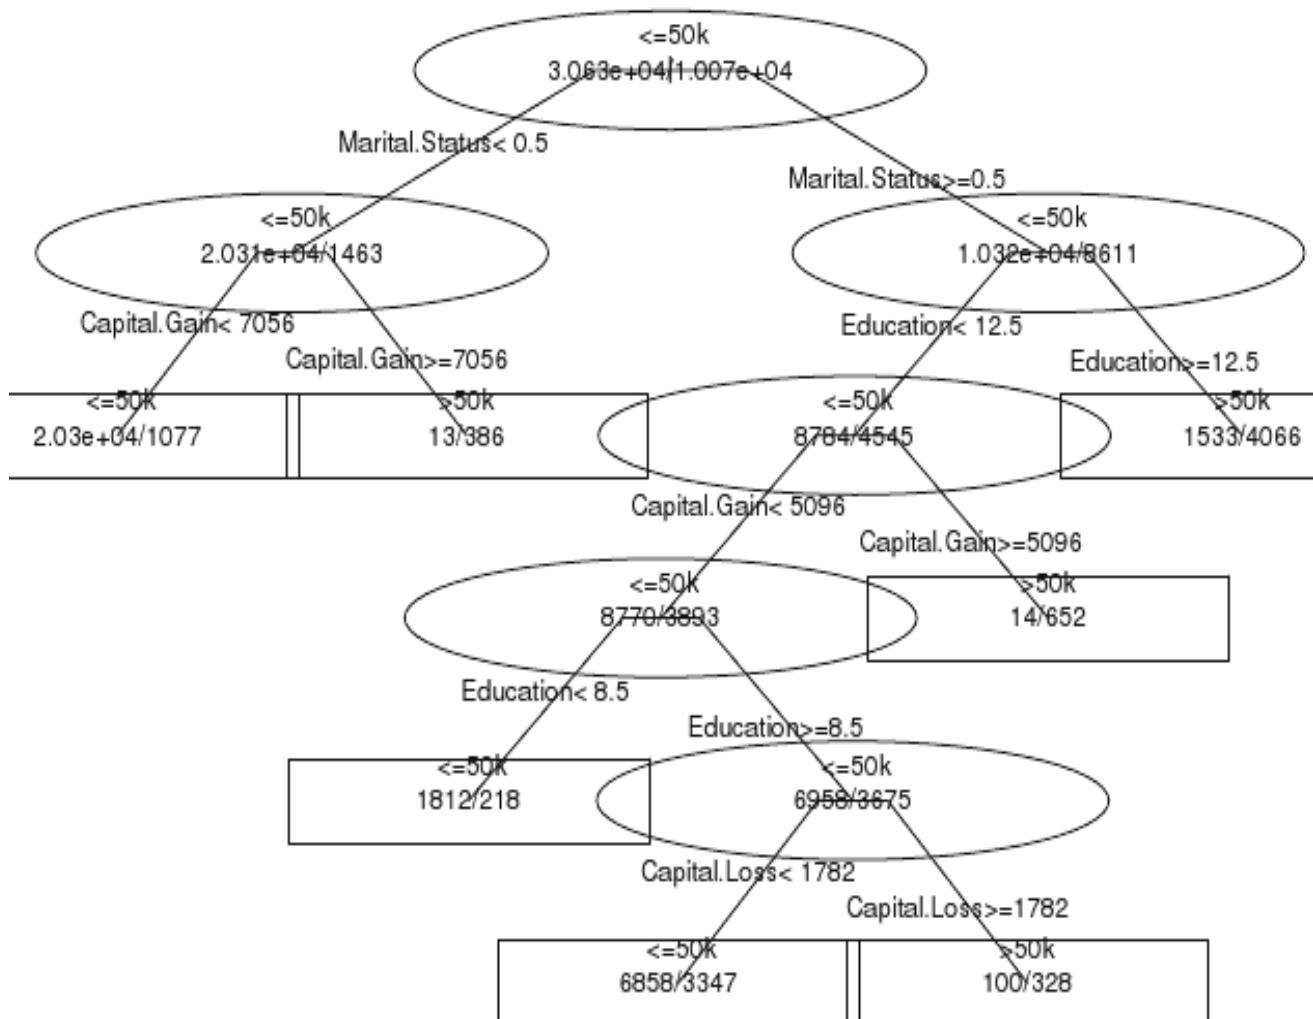 <=50k
3.063e+04/1.007e+04
Marital.Status< 0.5
Marital.Status>=0.5
<=50k
2.031e+04/1463
<=50k
1.032e+04/8611
Capital.Gain< 7056
Capital.Gain>=7056
Education< 12.5
Education>=12.5
<=50k
2.03e+04/1077
>50k
13/386
<=50k
8784/4545
>50k
1533/4066
Capital.Gain< 5096
Capital.Gain>=5096
<=50k
8770/3893
>50k
14/652
Education< 8.5
Education>=8.5
<=50k
1812/218
<=50k
6958/3675
Capital.Loss< 1782
Capital.Loss>=1782
<=50k
6858/3347
>50k
100/328